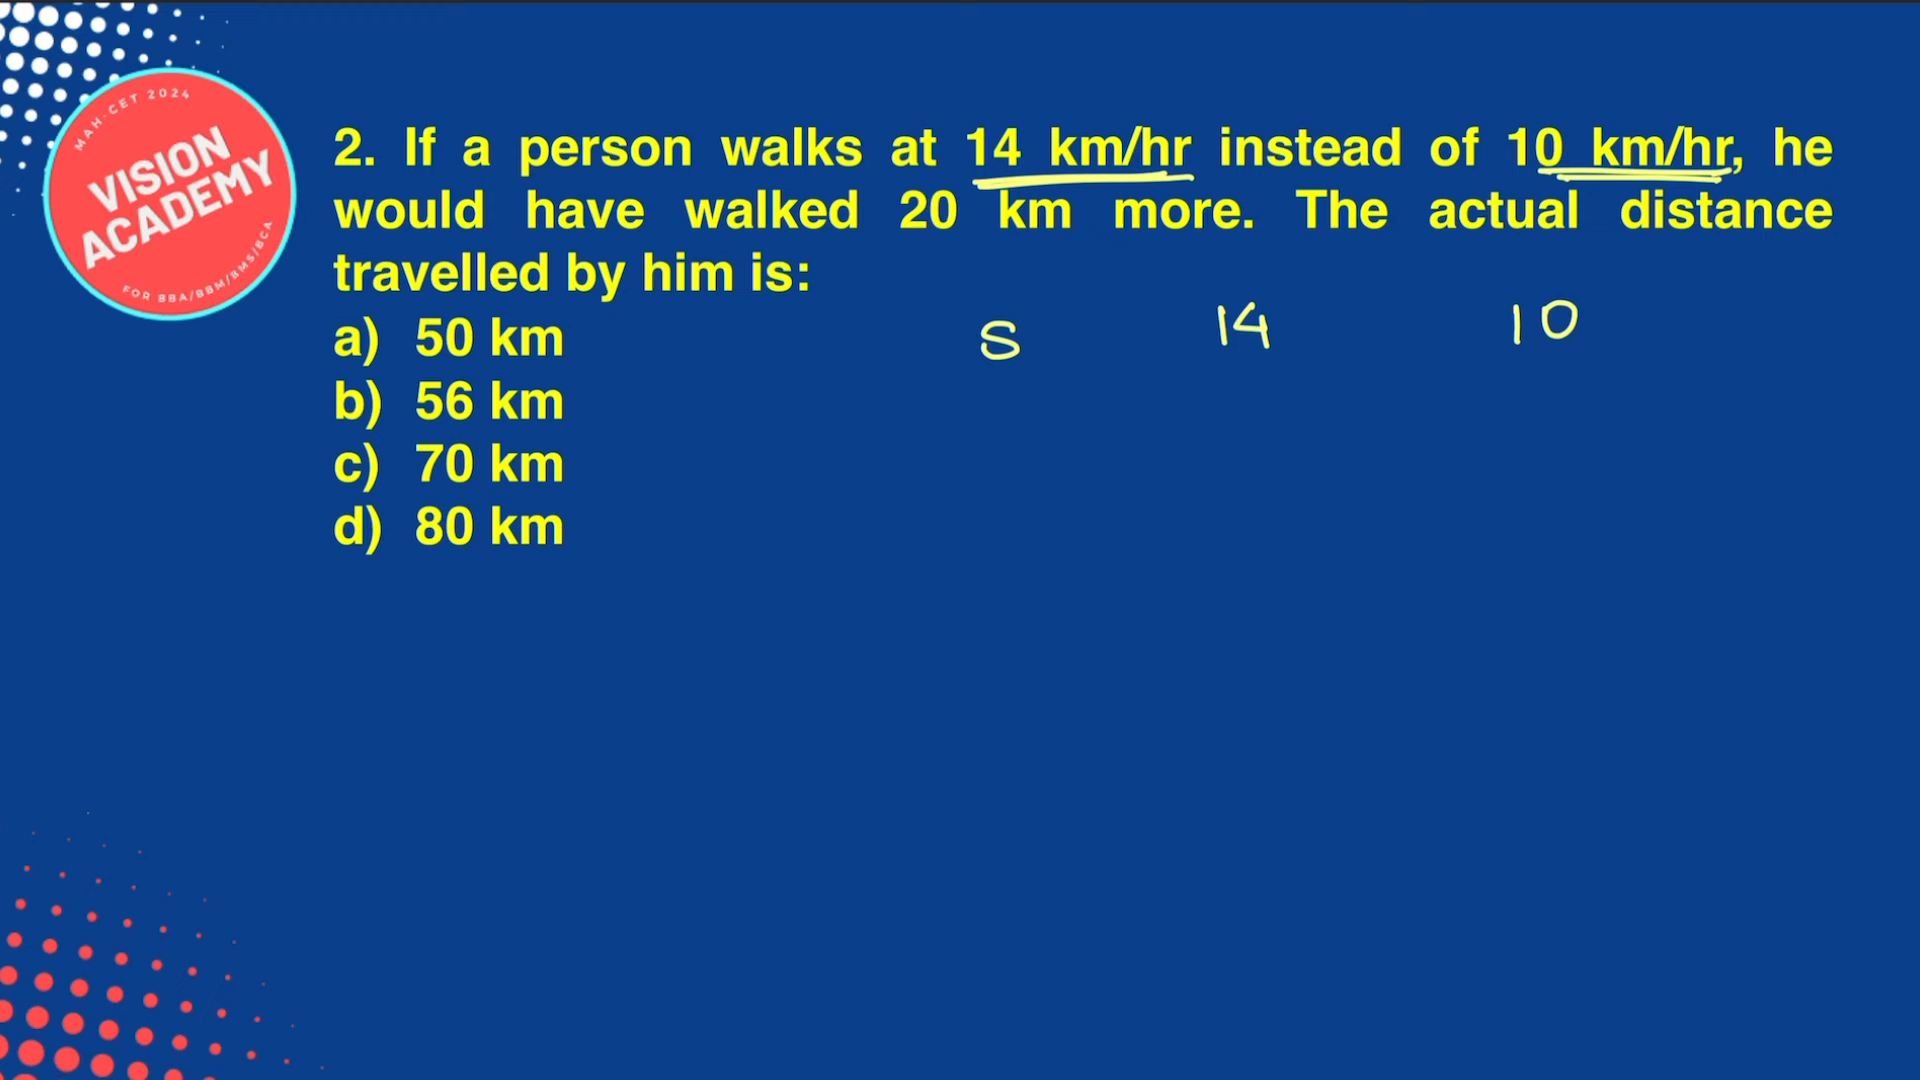 MAH-CET 2024
VISION
ACADEMY
FOR BBA/BBM/BMS/BCA
2. If a person walks at 14 km/hr instead of 10 km/hr, he
would have walked 20 km more. The actual distance
travelled by him is:
a) 50 km
b) 56 km
c) 70 km
d) 80 km
S 14 10